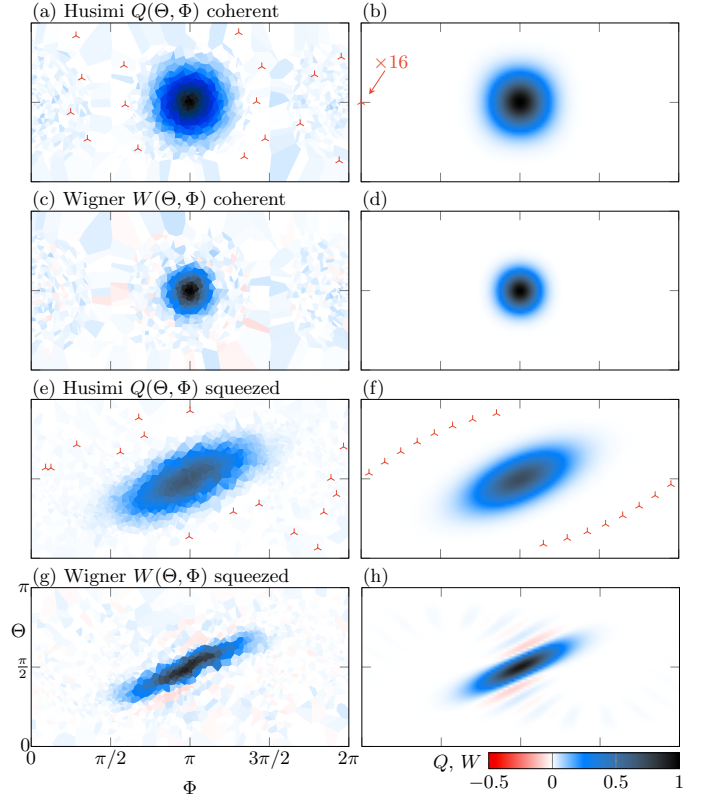 (a) Husimi Q(Θ, Φ) coherent
(b)
×16
(c) Wigner W(Θ, Φ) coherent
(d)
(e) Husimi Q(Θ, Φ) squeezed
(f)
(g) Wigner W(Θ, Φ) squeezed
(h)
π
Θ
π/2
0
0 π/2 π 3π/2 2π
Φ
Q, W
−0.5 0 0.5 1